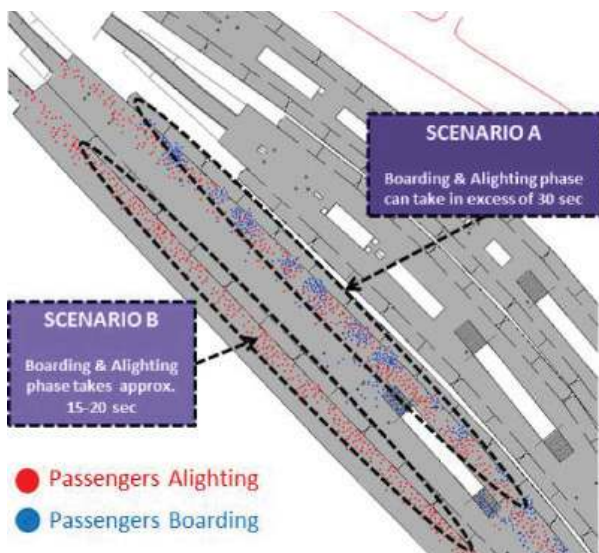 SCENARIO A
Boarding & Alighting phase
can take in excess of 30 sec
SCENARIO B
Boarding & Alighting
phase takes approx.
15-20 sec
Passengers Alighting
Passengers Boarding